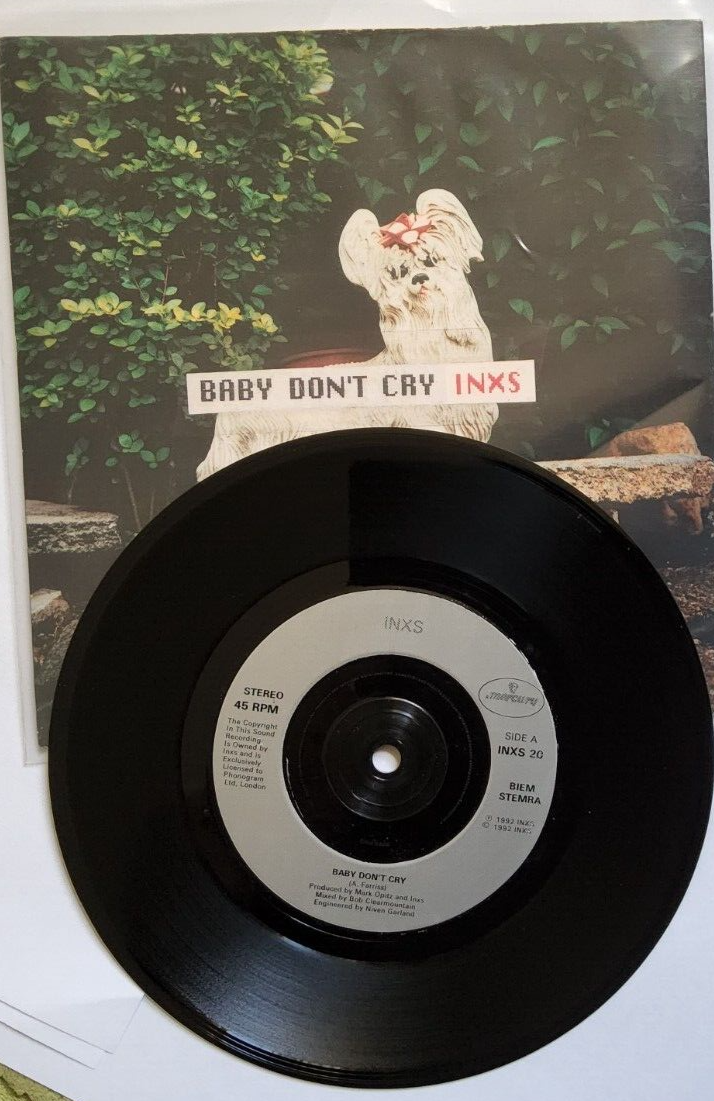 BABY DON'T CRY INXS
INXS
STEREO
45 RPM
The Copyright
In This Sound
Recording
Is Owned by
Inxs and is
Exclusively
Licensed to
Phonogram
Ltd, London
mercury
SIDE A
INXS 20
BIEM
STEMRA
℗ 1992 INXS
© 1992 INXS
BABY DON'T CRY
(A. Farriss)
Produced by Mark Opitz and Inxs
Mixed by Bob Clearmountain
Engineered by Niven Garland